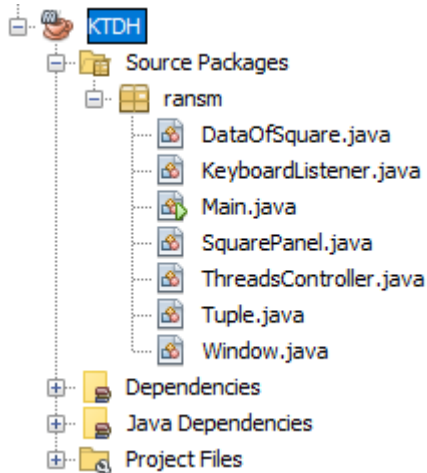 KTDH
Source Packages
ransm
DataOfSquare.java
KeyboardListener.java
Main.java
SquarePanel.java
ThreadsController.java
Tuple.java
Window.java
Dependencies
Java Dependencies
Project Files